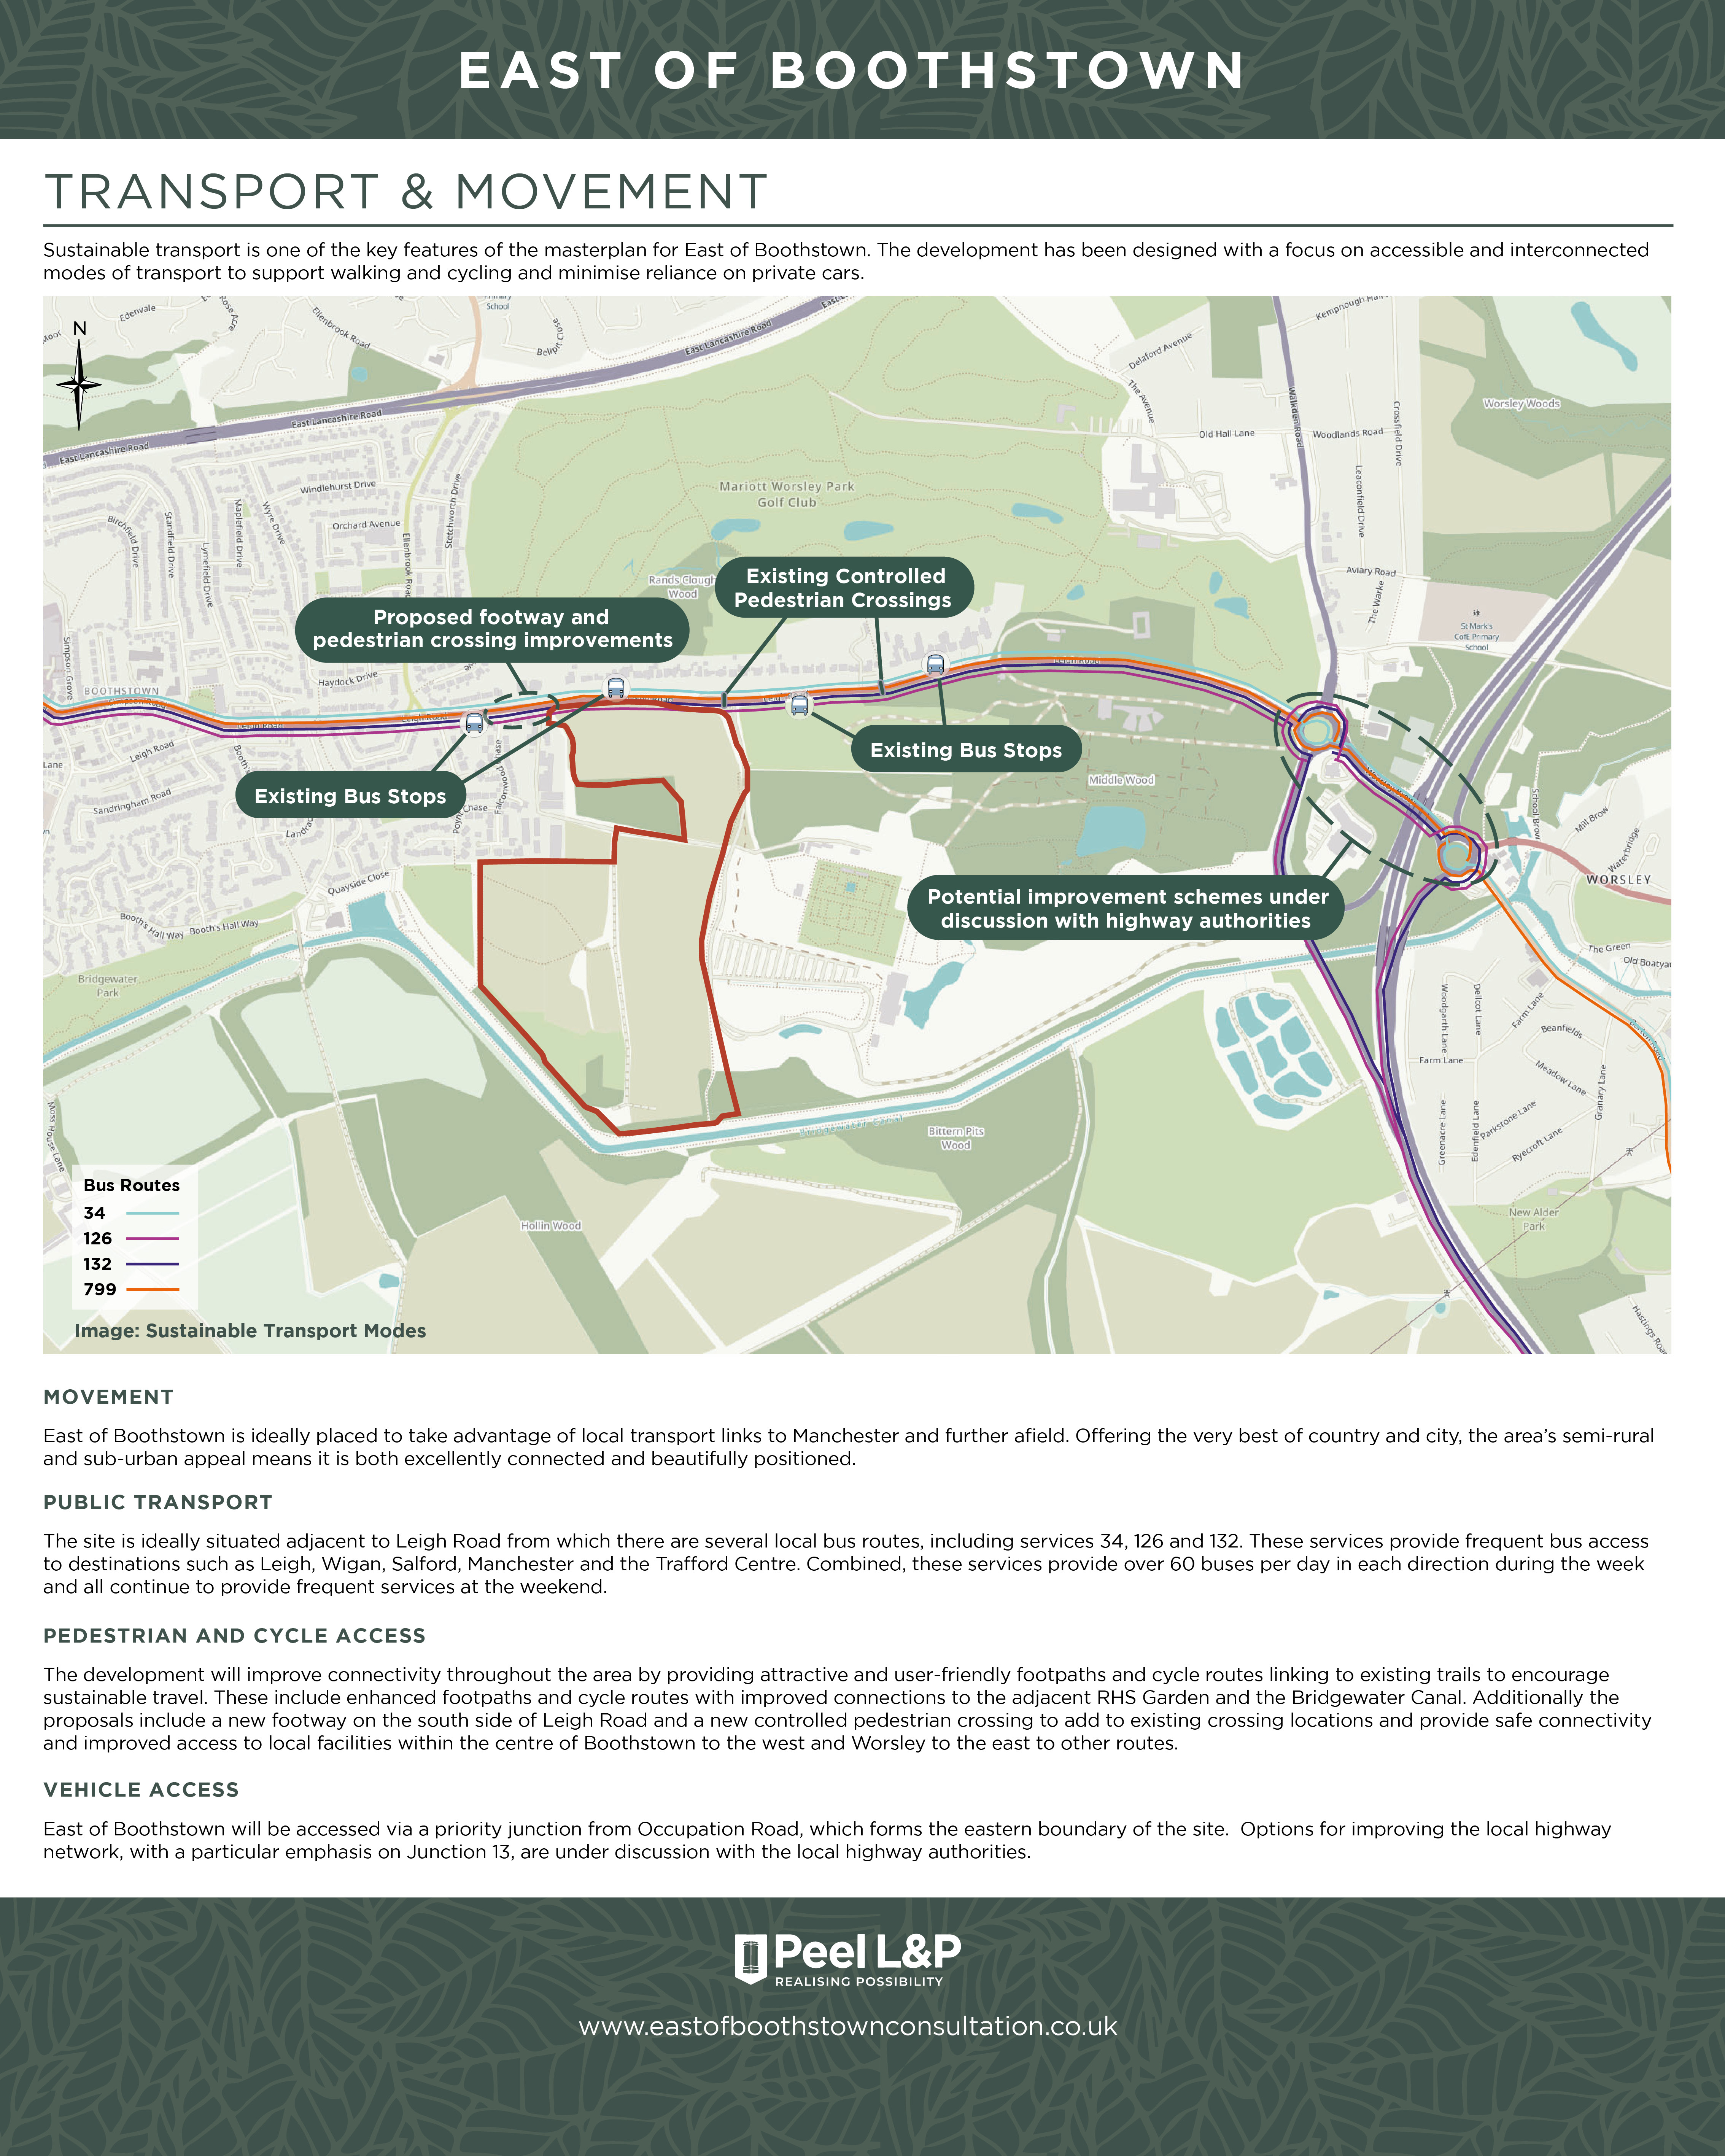 EAST OF BOOTHSTOWN
TRANSPORT & MOVEMENT
Sustainable transport is one of the key features of the masterplan for East of Boothstown. The development has been designed with a focus on accessible and interconnected
modes of transport to support walking and cycling and minimise reliance on private cars.
N
Edenvale
Ellenbrook Road
School
Bellpit Close
East Lancashire Road
East Lancashire Road
East Lancashire Road
Kempnough Hall
Delaford Avenue
The Avenue
Walkden Road
Crossfield Drive
Worsley Woods
Old Hall Lane
Woodlands Road
Leaconfield Drive
Windlehurst Drive
Orchard Avenue
Birchfield Drive
Standfield Drive
Lymefield Drive
Maplefield Drive
Wyre Drive
Ellenbrook Road
Stetchworth Drive
Mariott Worsley Park
Golf Club
Rands Clough
Wood
Aviary Road
The Warke
St Mark's
CofE Primary
School
Existing Controlled
Pedestrian Crossings
Proposed footway and
pedestrian crossing improvements
Simpson Grove
Haydock Drive
BOOTHSTOWN
Leigh Road
Leigh Road
Leigh Road
Leigh Road
Lane
Sandringham Road
Existing Bus Stops
Existing Bus Stops
Middle Wood
Worsley Road
School Brow
Mill Brow
Waterbridge
WORSLEY
Quayside Close
Booth's Hall Way
Booth's Hall Way
Bridgewater
Park
Potential improvement schemes under
discussion with highway authorities
The Green
Woodgarth Lane
Dellcot Lane
Farm Lane
Beanfields
Farm Lane
Meadow Lane
Granary Lane
Greenacre Lane
Edenfield Lane
Parkstone Lane
Ryecroft Lane
Moss House Lane
Bridgewater Canal
Bittern Pits
Wood
Hollin Wood
New Alder
Park
Bus Routes
34
126
132
799
Image: Sustainable Transport Modes
MOVEMENT
East of Boothstown is ideally placed to take advantage of local transport links to Manchester and further afield. Offering the very best of country and city, the area’s semi-rural
and sub-urban appeal means it is both excellently connected and beautifully positioned.
PUBLIC TRANSPORT
The site is ideally situated adjacent to Leigh Road from which there are several local bus routes, including services 34, 126 and 132. These services provide frequent bus access
to destinations such as Leigh, Wigan, Salford, Manchester and the Trafford Centre. Combined, these services provide over 60 buses per day in each direction during the week
and all continue to provide frequent services at the weekend.
PEDESTRIAN AND CYCLE ACCESS
The development will improve connectivity throughout the area by providing attractive and user-friendly footpaths and cycle routes linking to existing trails to encourage
sustainable travel. These include enhanced footpaths and cycle routes with improved connections to the adjacent RHS Garden and the Bridgewater Canal. Additionally the
proposals include a new footway on the south side of Leigh Road and a new controlled pedestrian crossing to add to existing crossing locations and provide safe connectivity
and improved access to local facilities within the centre of Boothstown to the west and Worsley to the east to other routes.
VEHICLE ACCESS
East of Boothstown will be accessed via a priority junction from Occupation Road, which forms the eastern boundary of the site. Options for improving the local highway
network, with a particular emphasis on Junction 13, are under discussion with the local highway authorities.
Peel L&P
REALISING POSSIBILITY
www.eastofboothstownconsultation.co.uk